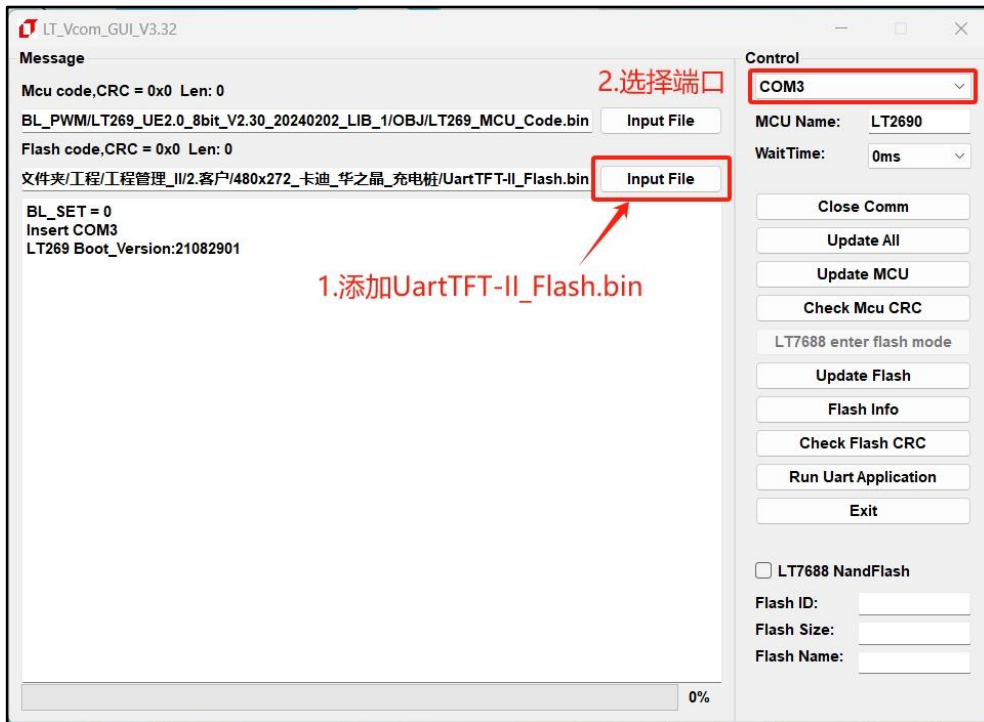 LT_Vcom_GUI_V3.32
Message
Mcu code,CRC = 0x0 Len: 0
BL_PWM/LT269_UE2.0_8bit_V2.30_20240202_LIB_1/OBJ/LT269_MCU_Code.bin
Input File
Flash code,CRC = 0x0 Len: 0
文件夹/工程/工程管理_II/2.客户/480x272_卡迪_华之晶_充电桩/UartTFT-II_Flash.bin
Input File
BL_SET = 0
Insert COM3
LT269 Boot_Version:21082901
1.添加UartTFT-II_Flash.bin
0%
2.选择端口
Control
COM3
MCU Name: LT2690
WaitTime: 0ms
Close Comm
Update All
Update MCU
Check Mcu CRC
LT7688 enter flash mode
Update Flash
Flash Info
Check Flash CRC
Run Uart Application
Exit
LT7688 NandFlash
Flash ID:
Flash Size:
Flash Name: